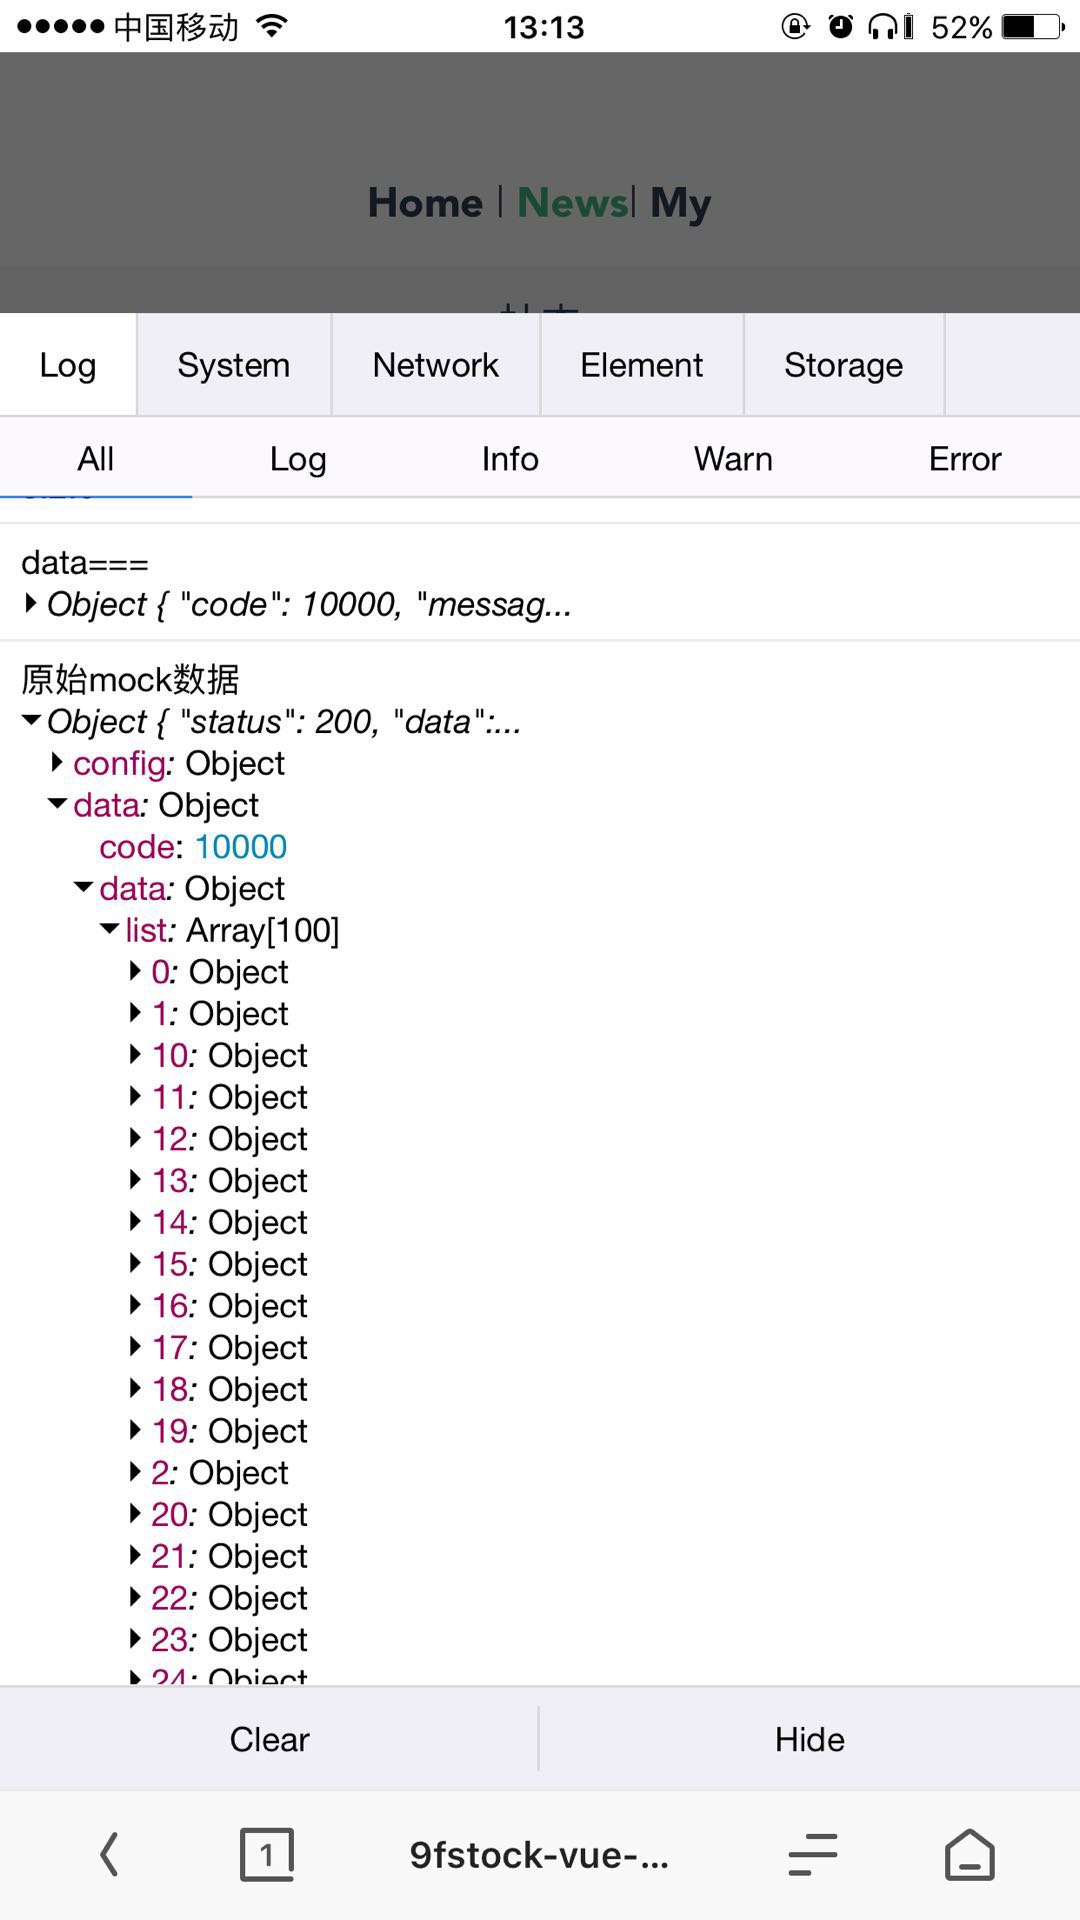 中国移动 13:13 52%
Home | News| My
Log System Network Element Storage
All Log Info Warn Error
data===
Object { "code": 10000, "messag...
原始mock数据
Object { "status": 200, "data":...
config: Object
data: Object
code: 10000
data: Object
list: Array[100]
0: Object
1: Object
10: Object
11: Object
12: Object
13: Object
14: Object
15: Object
16: Object
17: Object
18: Object
19: Object
2: Object
20: Object
21: Object
22: Object
23: Object
24: Object
Clear Hide
1 9fstock-vue-...